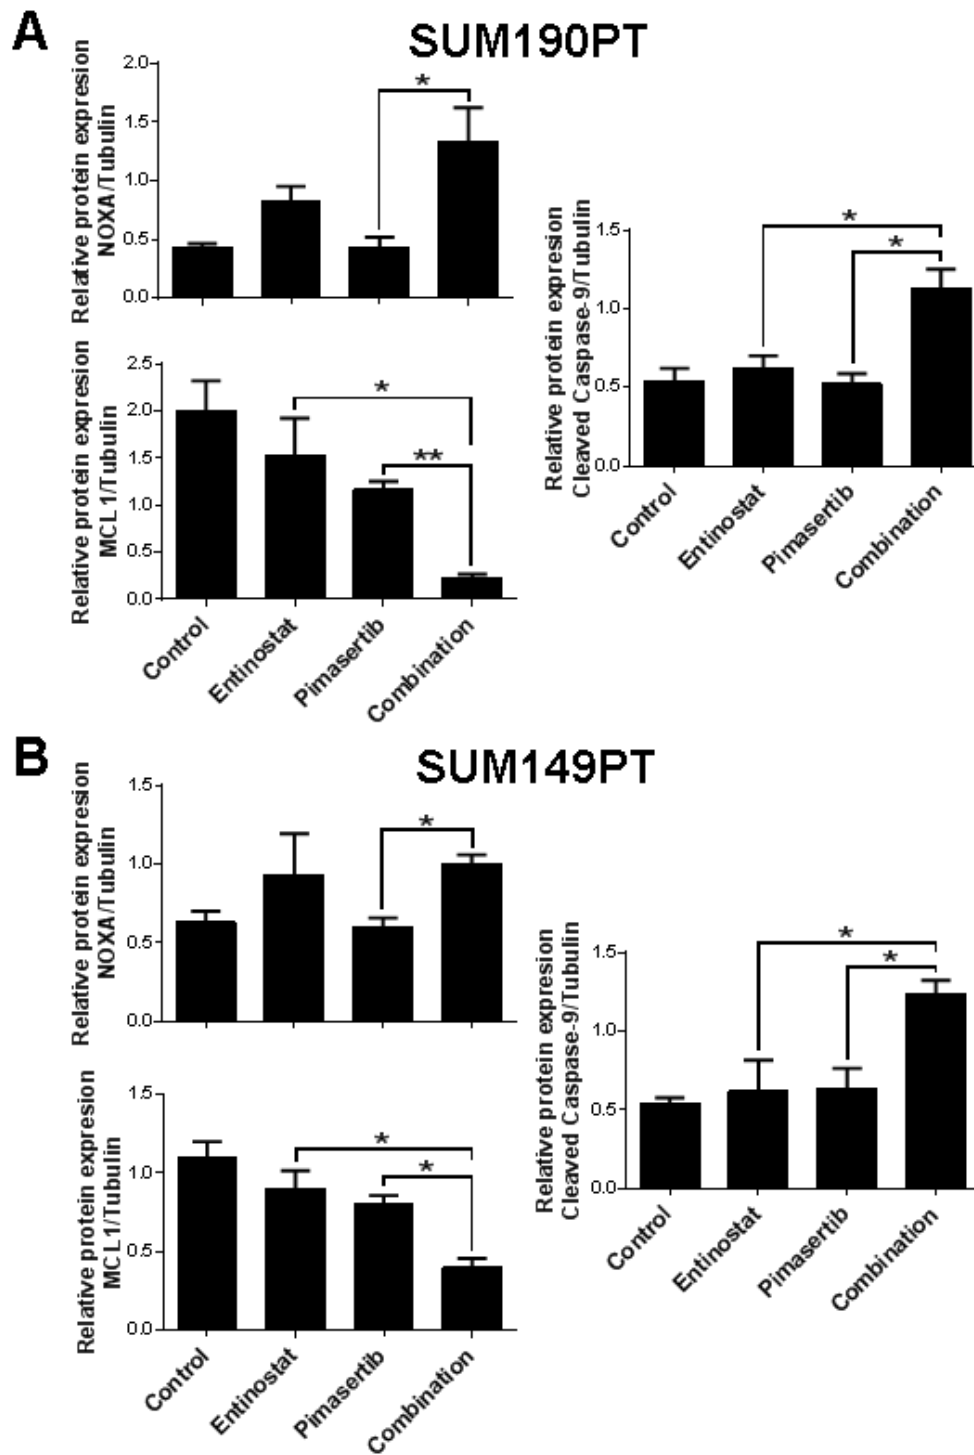 A
SUM190PT
Relative protein expresion
NOXA/Tubulin
2.0
1.5
1.0
0.5
0.0
*
Relative protein expresion
MCL1/Tubulin
2.5
2.0
1.5
1.0
0.5
0.0
*
**
Control
Entinostat
Pimasertib
Combination
Relative protein expresion
Cleaved Caspase-9/Tubulin
1.5
1.0
0.5
0.0
*
*
Control
Entinostat
Pimasertib
Combination
B
SUM149PT
Relative protein expresion
NOXA/Tubulin
1.5
1.0
0.5
0.0
*
Relative protein expresion
MCL1/Tubulin
1.5
1.0
0.5
0.0
*
*
Control
Entinostat
Pimasertib
Combination
Relative protein expresion
Cleaved Caspase-9/Tubulin
1.5
1.0
0.5
0.0
*
*
Control
Entinostat
Pimasertib
Combination